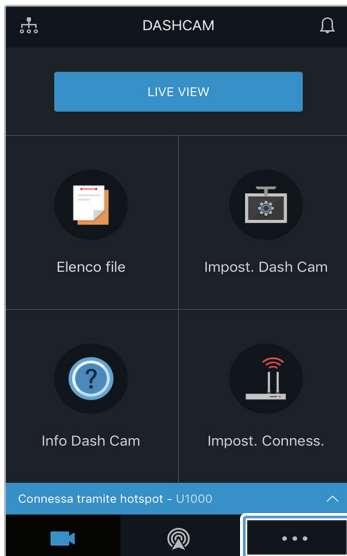 DASHCAM
LIVE VIEW
Elenco file
Impost. Dash Cam
Info Dash Cam
Impost. Conness.
Connessa tramite hotspot - U1000